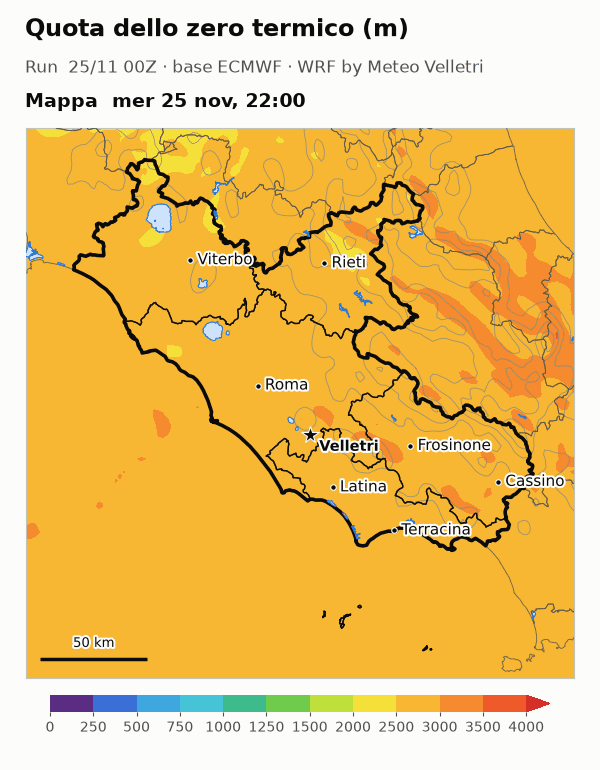 Quota dello zero termico (m)
Run  25/11 00Z · base ECMWF · WRF by Meteo Velletri
Mappa  mer 25 nov, 22:00
Viterbo
Rieti
Roma
Velletri
Frosinone
Latina
Cassino
Terracina
50 km
0 250 500 750 1000 1250 1500 2000 2500 3000 3500 4000